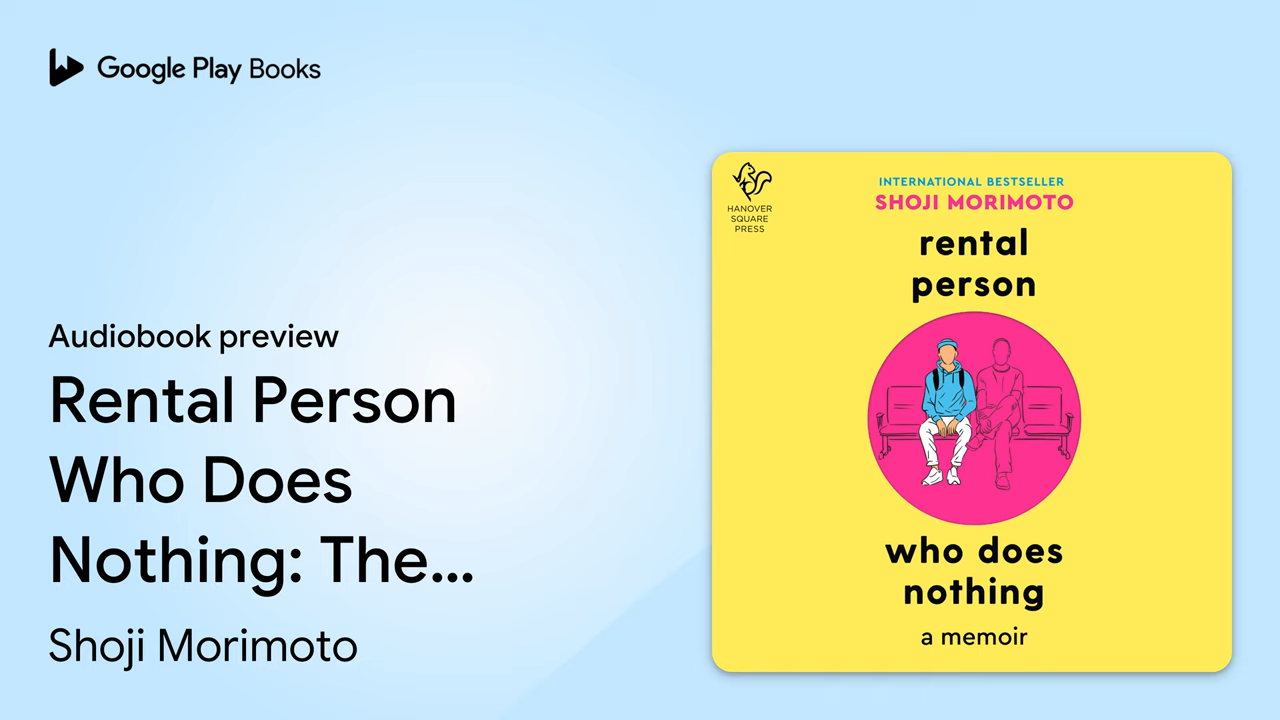 Google Play Books
Audiobook preview
Rental Person
Who Does
Nothing: The...
Shoji Morimoto
HANOVER
SQUARE
PRESS
INTERNATIONAL BESTSELLER
SHOJI MORIMOTO
rental
person
who does
nothing
a memoir